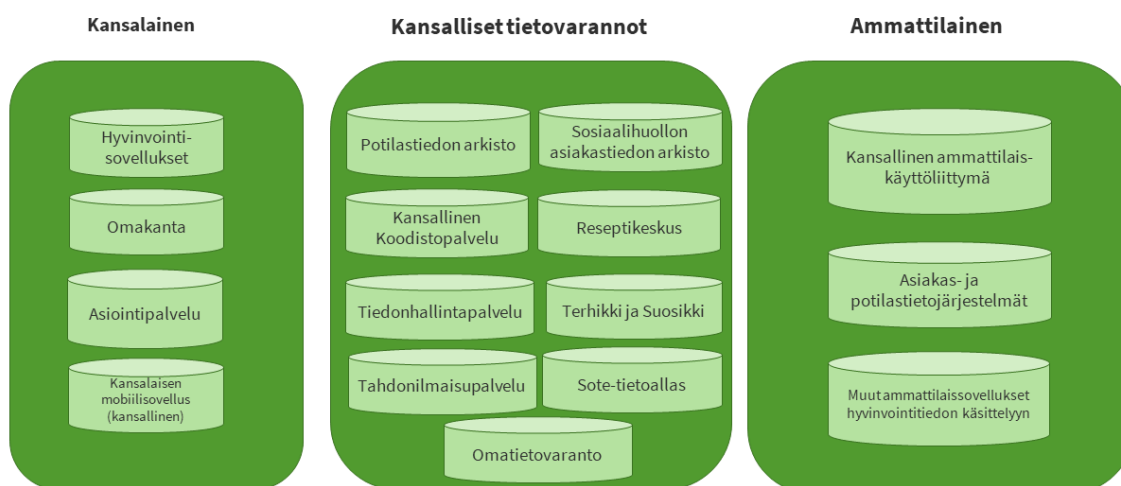 Kansalainen
Hyvinvointi-
sovellukset
Omakanta
Asiointipalvelu
Kansalaisen
mobiilisovellus
(kansallinen)
Kansalliset tietovarannot
Potilastiedon arkisto
Sosiaalihuollon
asiakastiedon arkisto
Kansallinen
Koodistopalvelu
Reseptikeskus
Tiedonhallintapalvelu
Terhikki ja Suosikki
Tahdonilmaisupalvelu
Sote-tietoallas
Omatietovaranto
Ammattilainen
Kansallinen ammattilais-
käyttöliittymä
Asiakas- ja
potilastietojärjestelmät
Muut ammattilaissovellukset
hyvinvointitiedon käsittelyyn